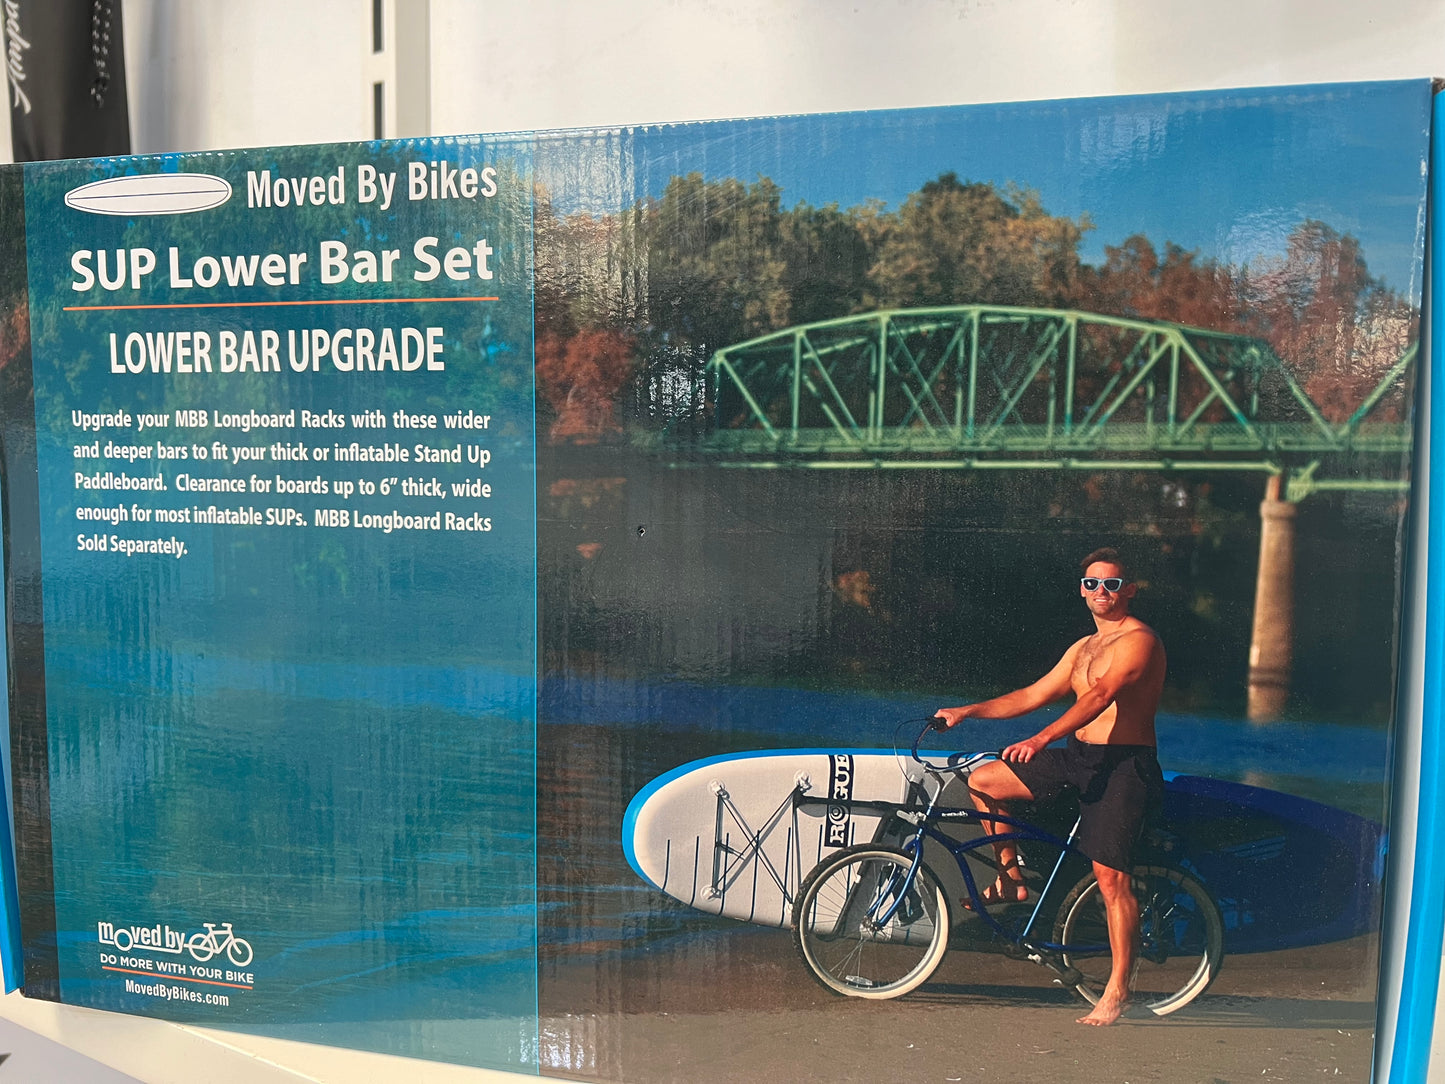 Moved By Bikes
SUP Lower Bar Set
LOWER BAR UPGRADE
Upgrade your MBB Longboard Racks with these wider
and deeper bars to fit your thick or inflatable Stand Up
Paddleboard. Clearance for boards up to 6” thick, wide
enough for most inflatable SUPs. MBB Longboard Racks
Sold Separately.
ROGUE
moved by
DO MORE WITH YOUR BIKE
MovedByBikes.com